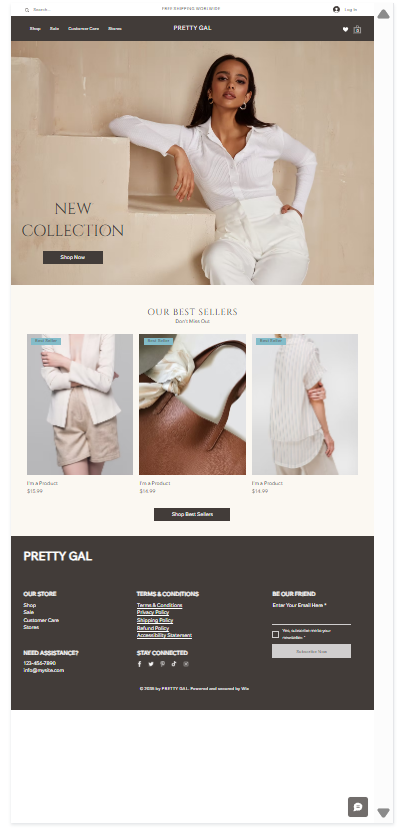 Search...
FREE SHIPPING WORLWIDE
Log In
Shop Sale Customer Care Stores
PRETTY GAL
0
NEW
COLLECTION
Shop Now
OUR BEST SELLERS
Don't Miss Out
Best Seller
Best Seller
Best Seller
I'm a Product
$15.99
I'm a Product
$14.99
I'm a Product
$14.99
Shop Best Sellers
PRETTY GAL
OUR STORE
Shop
Sale
Customer Care
Stores
TERMS & CONDITIONS
Terms & Conditions
Privacy Policy
Shipping Policy
Refund Policy
Accessibility Statement
BE OUR FRIEND
Enter Your Email Here *
Yes, subscribe me to your
newsletter. *
Subscribe Now
NEED ASSISTANCE?
123-456-7890
info@mysite.com
STAY CONNECTED
by PRETTY GAL. Powered and secured by Wix